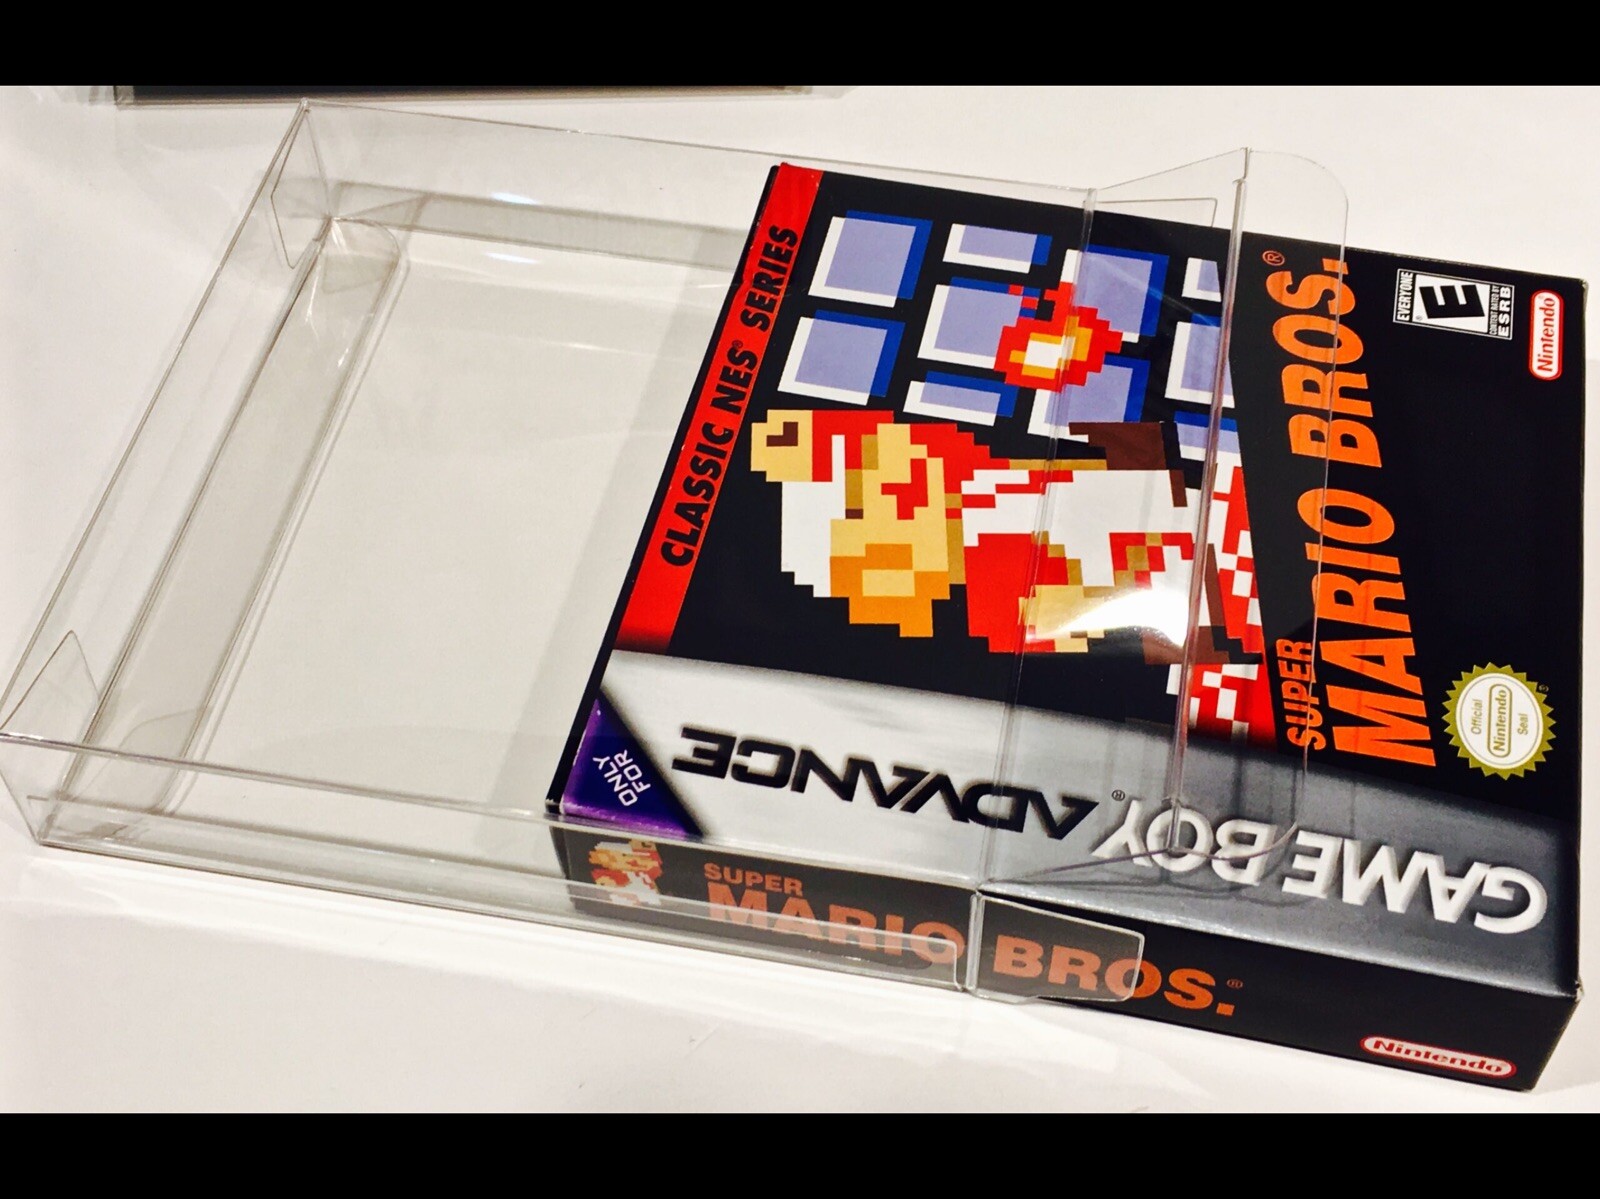 GAME BOY ADVANCE®
ONLY
FOR
CLASSIC NES® SERIES
SUPER
MARIO BROS.®
EVERYONE
E
®
CONTENT RATED BY
ESRB
Nintendo
Official
Nintendo
Seal
SUPER
MARIO BROS.®
Nintendo